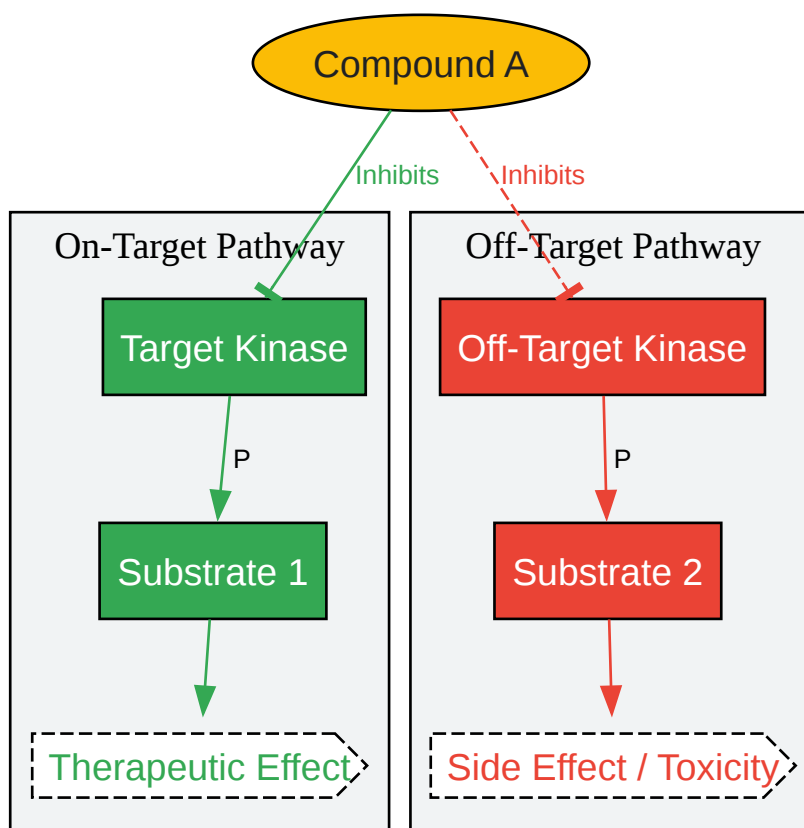 Compound A
Inhibits
Inhibits
On-Target Pathway
Off-Target Pathway
Target Kinase
Off-Target Kinase
P
P
Substrate 1
Substrate 2
Therapeutic Effect
Side Effect / Toxicity